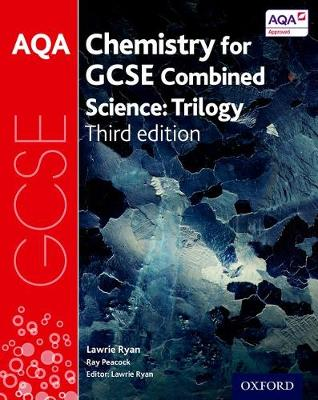 AQA
Chemistry for
GCSE Combined
Science: Trilogy
Third edition
AQA
Approved
GCSE
Lawrie Ryan
Ray Peacock
Editor: Lawrie Ryan
OXFORD